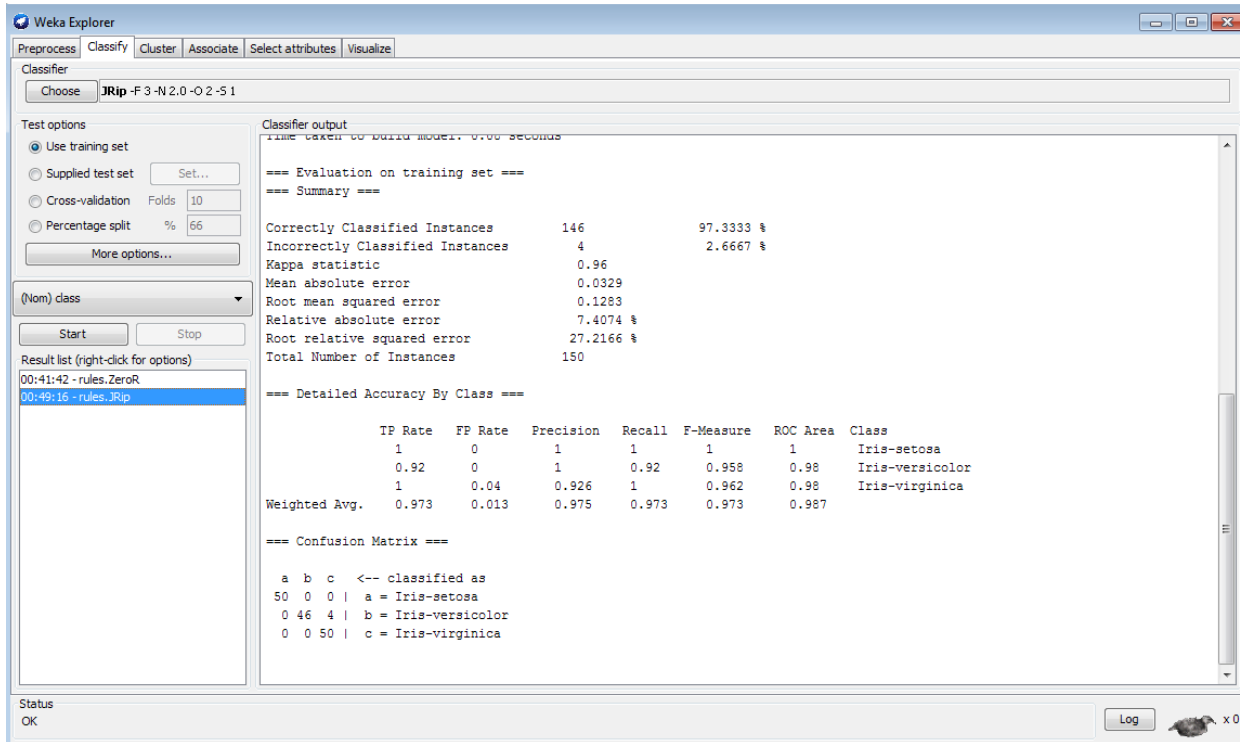 Weka Explorer
Preprocess Classify Cluster Associate Select attributes Visualize
Classifier
Choose JRip -F 3 -N 2.0 -O 2 -S 1
Test options
Use training set
Supplied test set Set...
Cross-validation Folds 10
Percentage split % 66
More options...
(Nom) class
Start Stop
Result list (right-click for options)
00:41:42 - rules.ZeroR
00:49:16 - rules.JRip
Classifier output
Time taken to build model: 0.00 seconds
=== Evaluation on training set ===
=== Summary ===
Correctly Classified Instances 146 97.3333 %
Incorrectly Classified Instances 4 2.6667 %
Kappa statistic 0.96
Mean absolute error 0.0329
Root mean squared error 0.1283
Relative absolute error 7.4074 %
Root relative squared error 27.2166 %
Total Number of Instances 150
=== Detailed Accuracy By Class ===
TP Rate FP Rate Precision Recall F-Measure ROC Area Class
1 0 1 1 1 1 Iris-setosa
0.92 0 1 0.92 0.958 0.98 Iris-versicolor
1 0.04 0.926 1 0.962 0.98 Iris-virginica
Weighted Avg. 0.973 0.013 0.975 0.973 0.973 0.987
=== Confusion Matrix ===
a b c <-- classified as
50 0 0 | a = Iris-setosa
0 46 4 | b = Iris-versicolor
0 0 50 | c = Iris-virginica
Status
OK
Log x 0